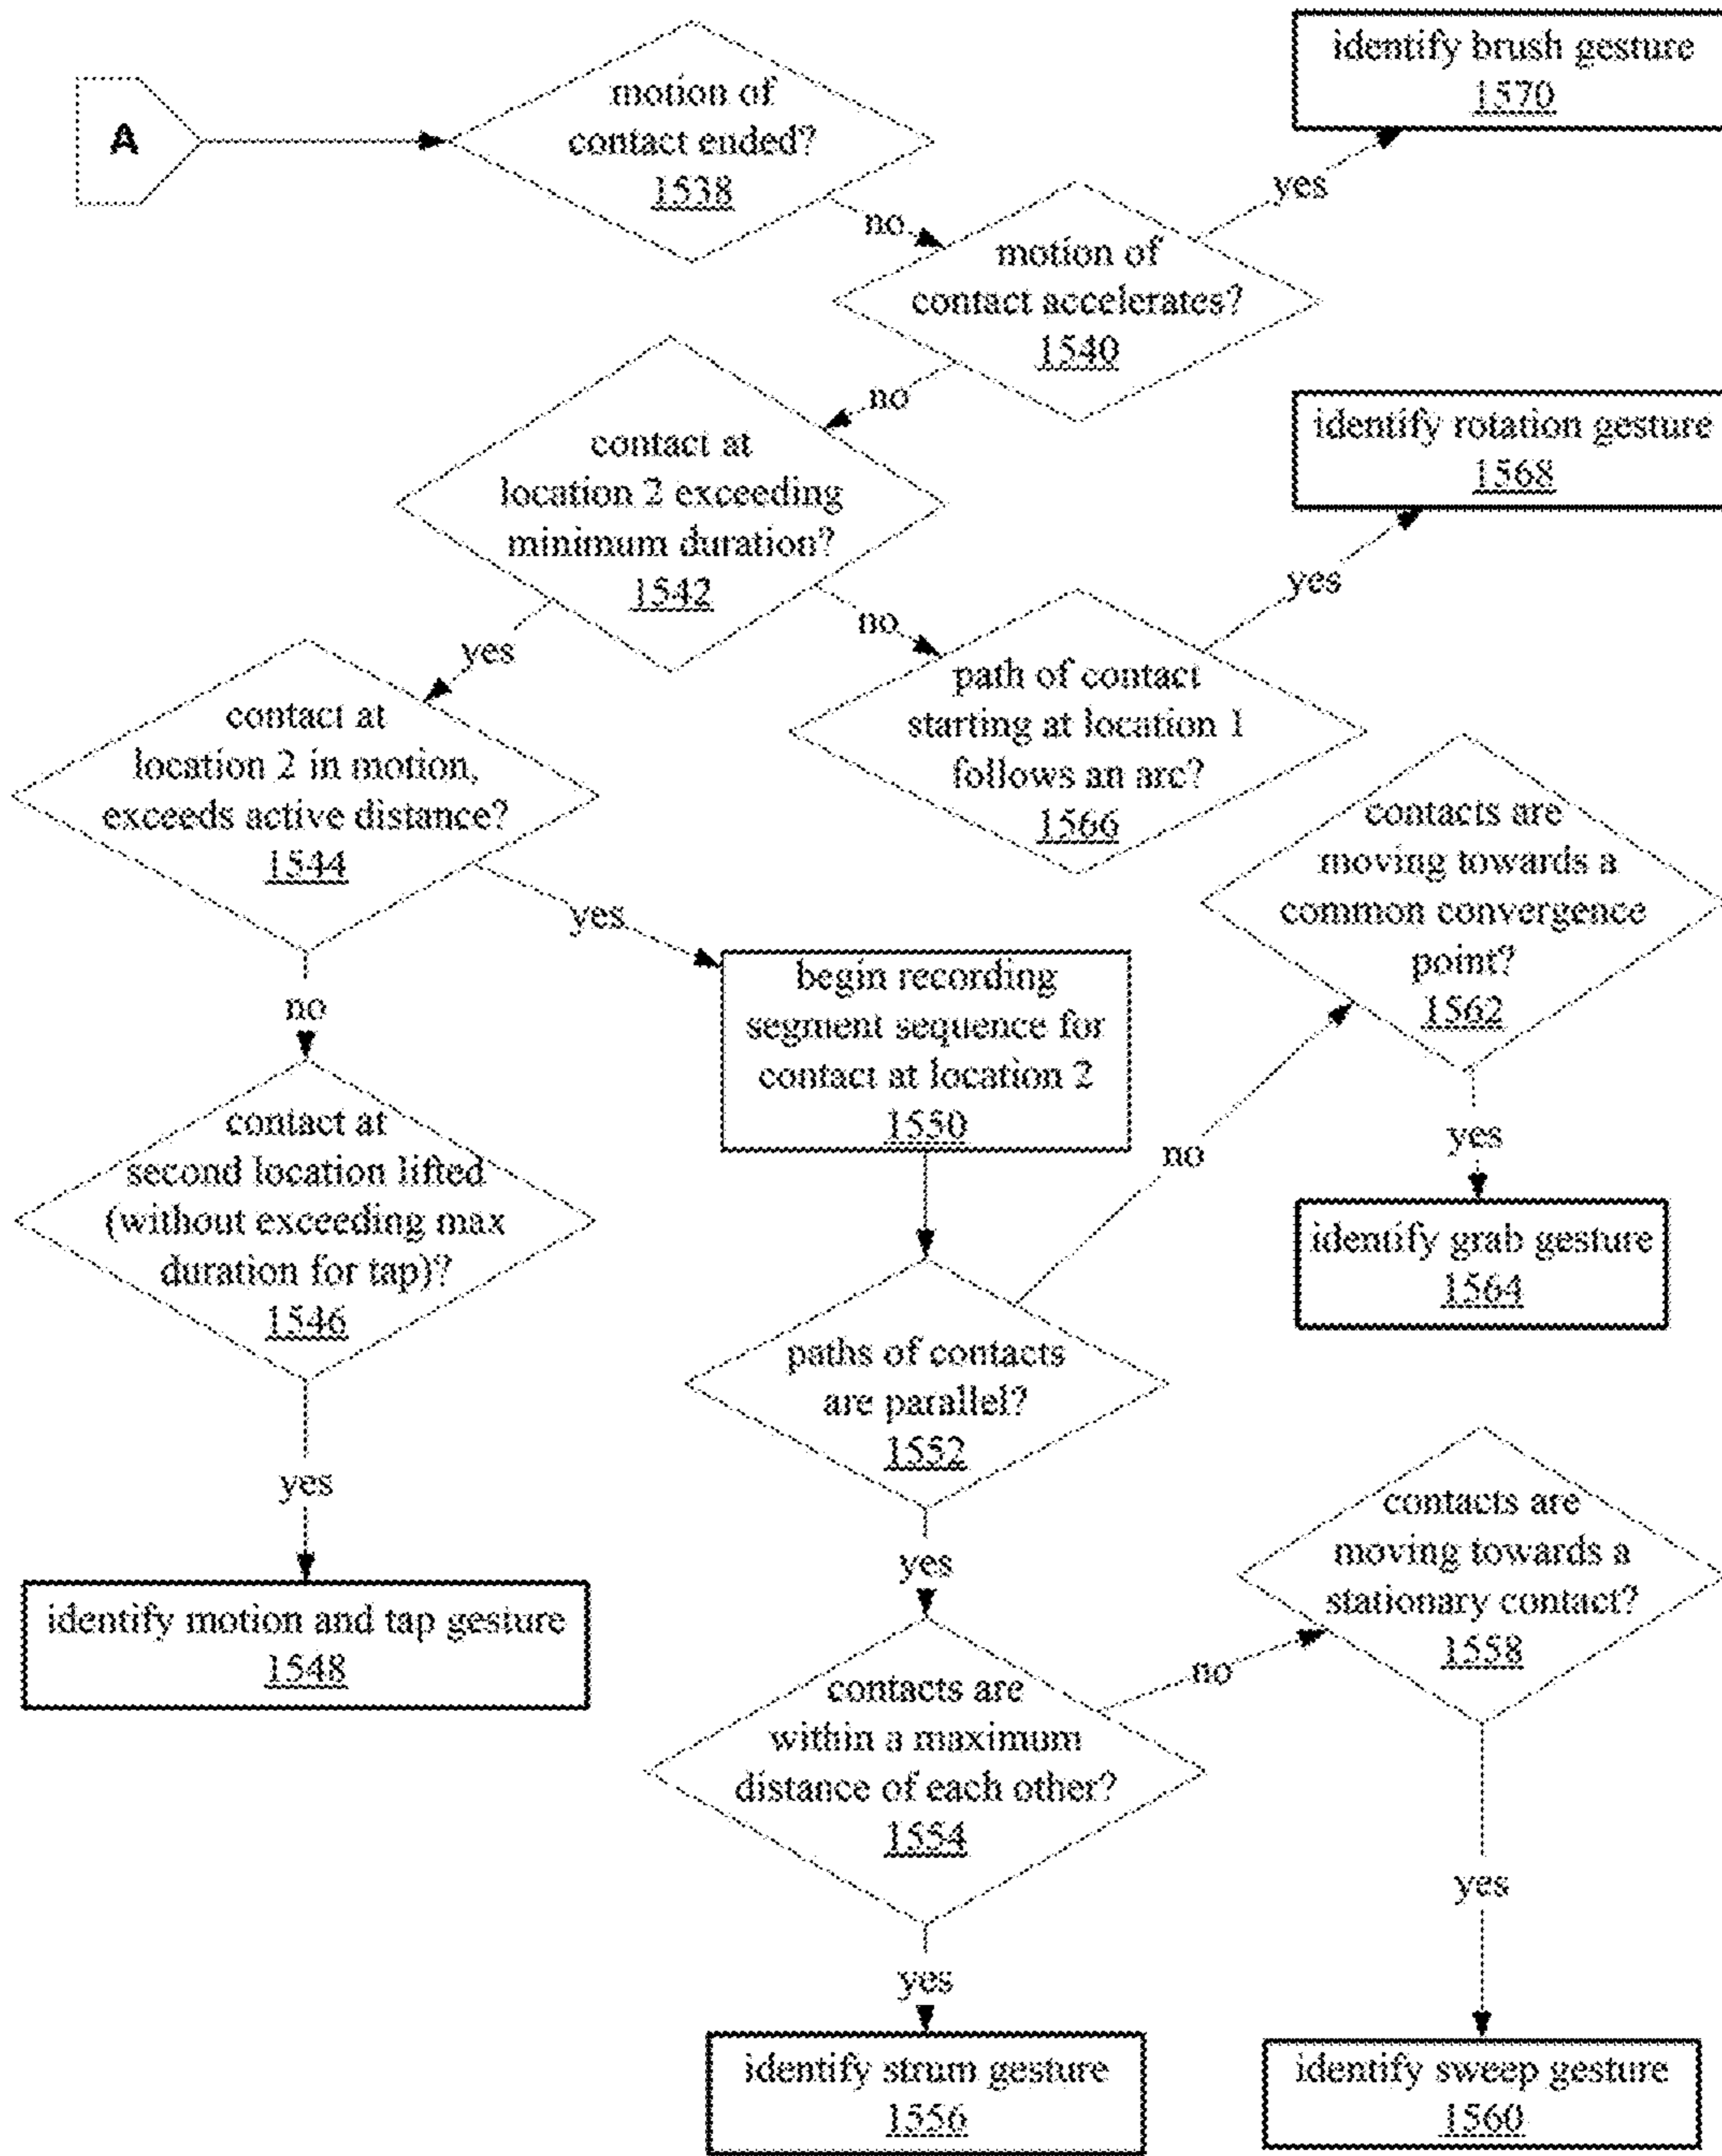 A
motion of
contact ended?
1538
no
identify brush gesture
1570
yes
motion of
contact accelerates?
1540
no
contact at
location 2 exceeding
minimum duration?
1542
identify rotation gesture
1568
yes
no
path of contact
starting at location 1
follows an arc?
1566
yes
contact at
location 2 in motion,
exceeds active distance?
1544
contacts are
moving towards a
common convergence
point?
1562
yes
no
begin recording
segment sequence for
contact at location 2
1550
no
yes
contact at
second location lifted
(without exceeding max
duration for tap)?
1546
identify grab gesture
1564
paths of contacts
are parallel?
1552
yes
yes
contacts are
moving towards a
stationary contact?
1558
identify motion and tap gesture
1548
no
contacts are
within a maximum
distance of each other?
1554
yes
yes
identify strum gesture
1556
identify sweep gesture
1560